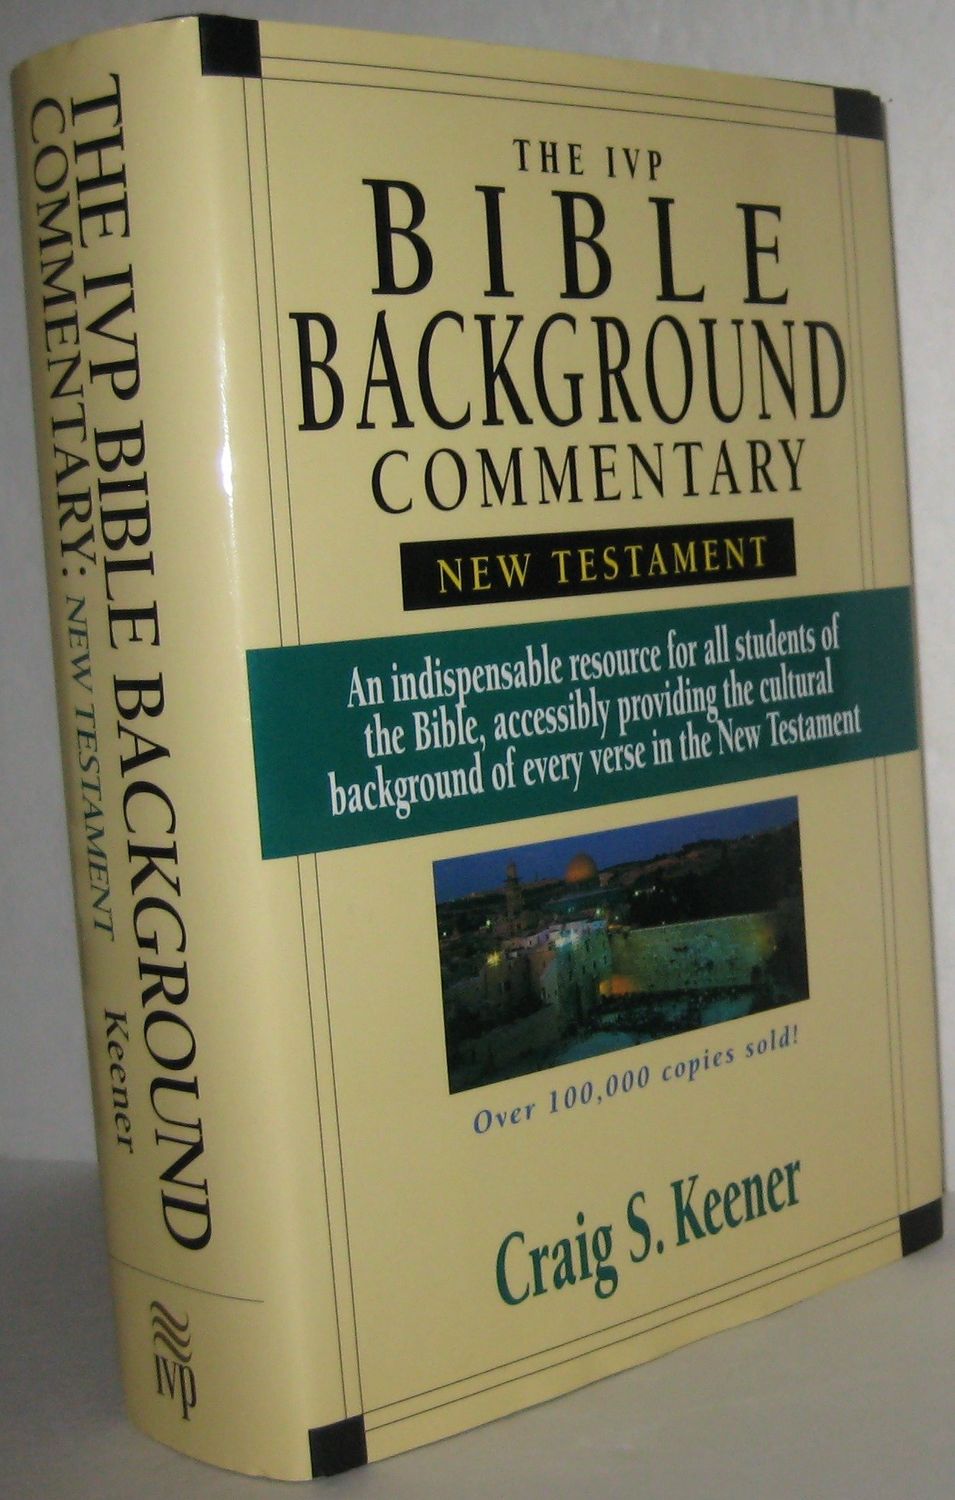 THE IVP BIBLE BACKGROUND
COMMENTARY: NEW TESTAMENT Keener
IVP
THE IVP
BIBLE
BACKGROUND
COMMENTARY
NEW TESTAMENT
An indispensable resource for all students of
the Bible, accessibly providing the cultural
background of every verse in the New Testament
Over 100,000 copies sold!
Craig S. Keener